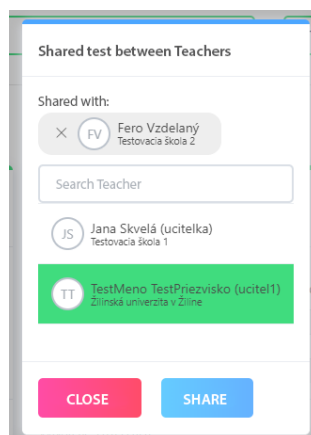 Shared test between Teachers
Shared with:
FV
Fero Vzdelaný
Testovacia škola 2
Search Teacher
JS
Jana Skvelá (ucitelka)
Testovacia škola 1
TT
TestMeno TestPriezvisko (ucitel1)
Žilinská univerzita v Žiline
CLOSE
SHARE